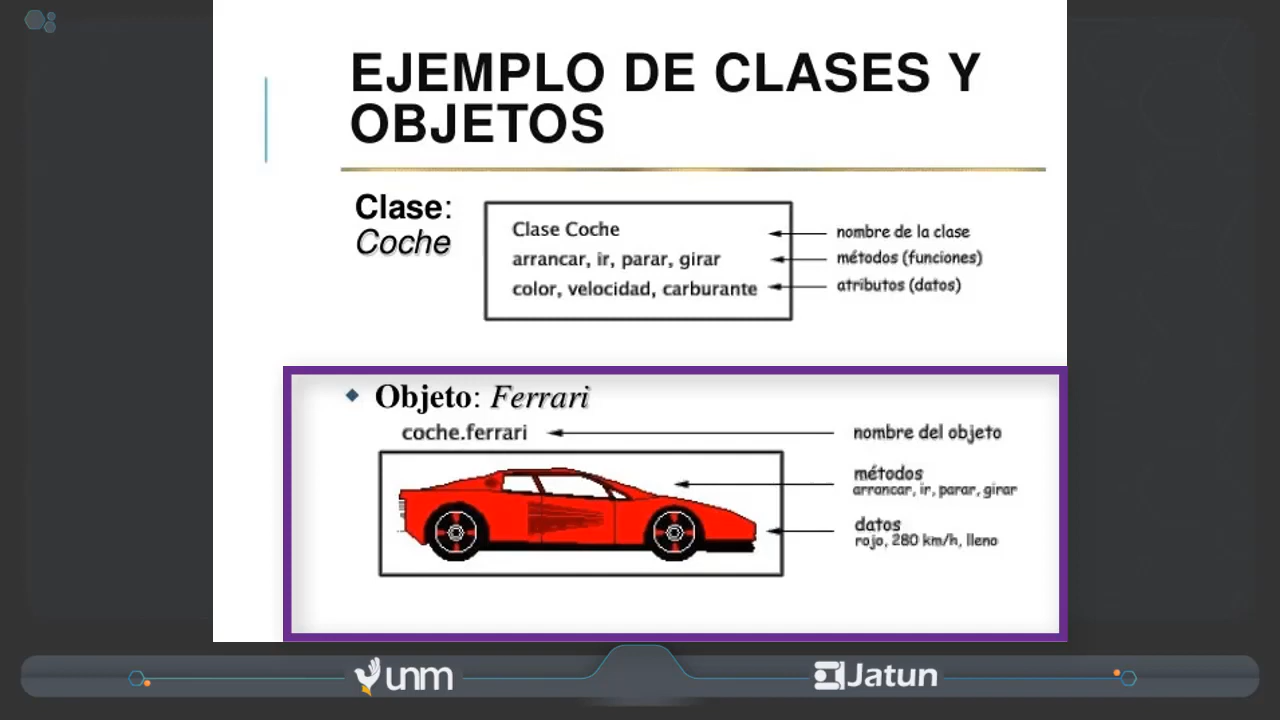 EJEMPLO DE CLASES Y
OBJETOS
Clase:
Coche
Clase Coche
nombre de la clase
arrancar, ir, parar, girar
métodos (funciones)
color, velocidad, carburante
atributos (datos)
◆ Objeto: Ferrari
coche.ferrari
nombre del objeto
métodos
arrancar, ir, parar, girar
datos
rojo, 280 km/h, lleno
unm
Jatun